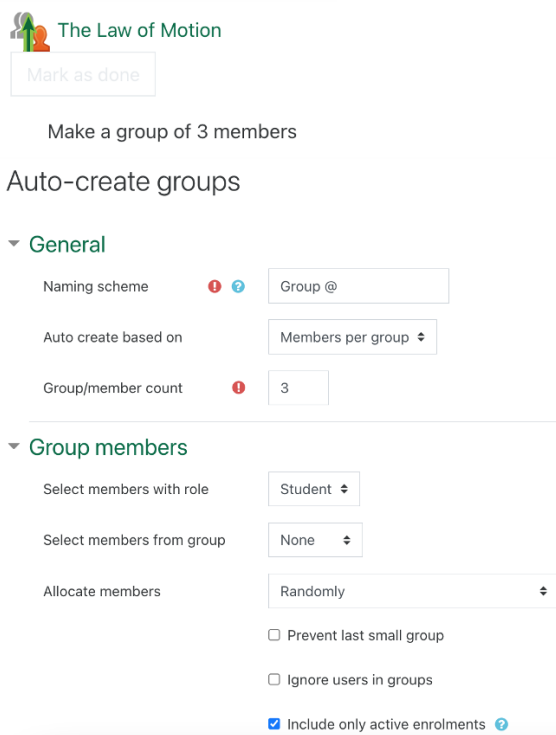 The Law of Motion
Mark as done
Make a group of 3 members
Auto-create groups
General
Naming scheme
Group @
Auto create based on
Members per group
Group/member count
3
Group members
Select members with role
Student
Select members from group
None
Allocate members
Randomly
Prevent last small group
Ignore users in groups
Include only active enrolments